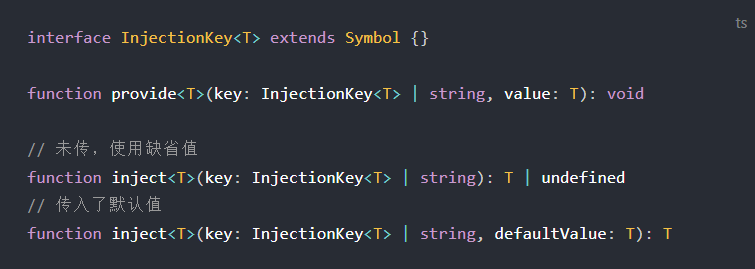 ts
interface InjectionKey<T> extends Symbol {}
function provide<T>(key: InjectionKey<T> | string, value: T): void
// 未传，使用缺省值
function inject<T>(key: InjectionKey<T> | string): T | undefined
// 传入了默认值
function inject<T>(key: InjectionKey<T> | string, defaultValue: T): T